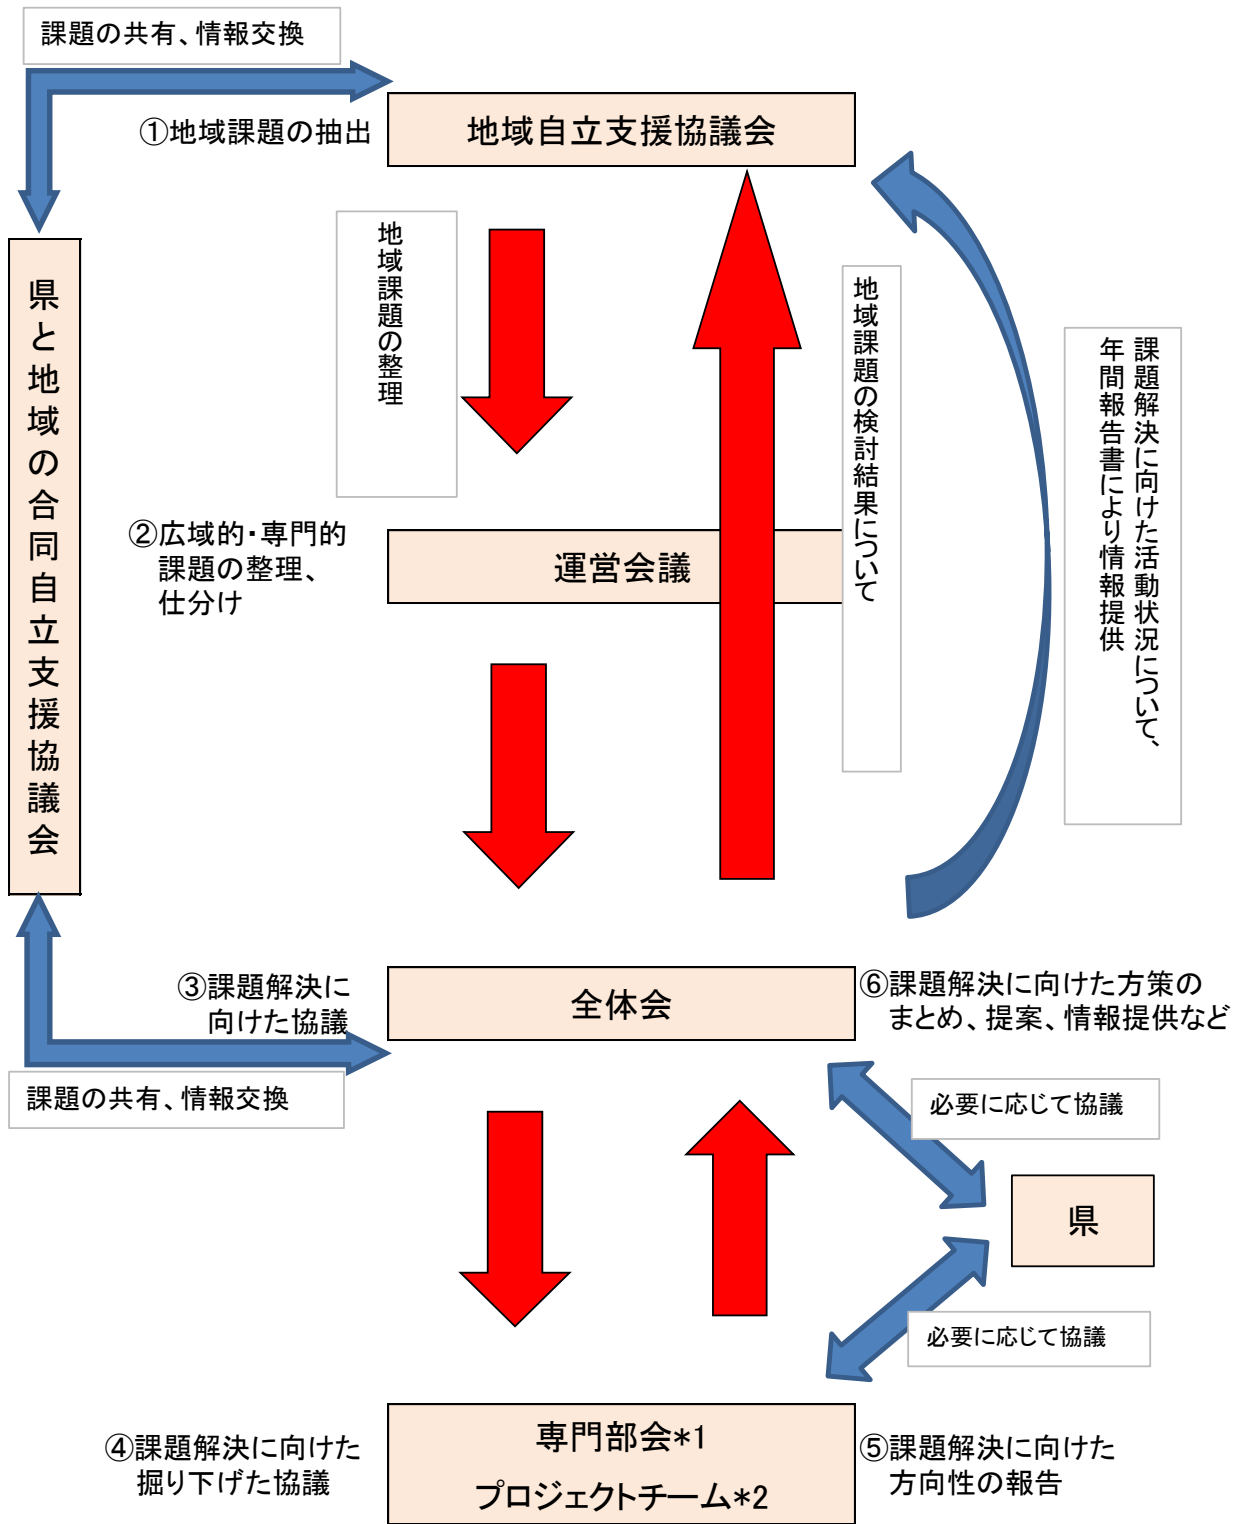 課題の共有、情報交換
①地域課題の抽出
地域自立支援協議会
県と地域の合同自立支援協議会
地域課題の整理
地域課題の検討結果について
課題解決に向けた活動状況について、
年間報告書により情報提供
②広域的・専門的
課題の整理、
仕分け
運営会議
③課題解決に
向けた協議
全体会
⑥課題解決に向けた方策の
まとめ、提案、情報提供など
課題の共有、情報交換
必要に応じて協議
県
必要に応じて協議
④課題解決に向けた
掘り下げた協議
専門部会*1
プロジェクトチーム*2
⑤課題解決に向けた
方向性の報告